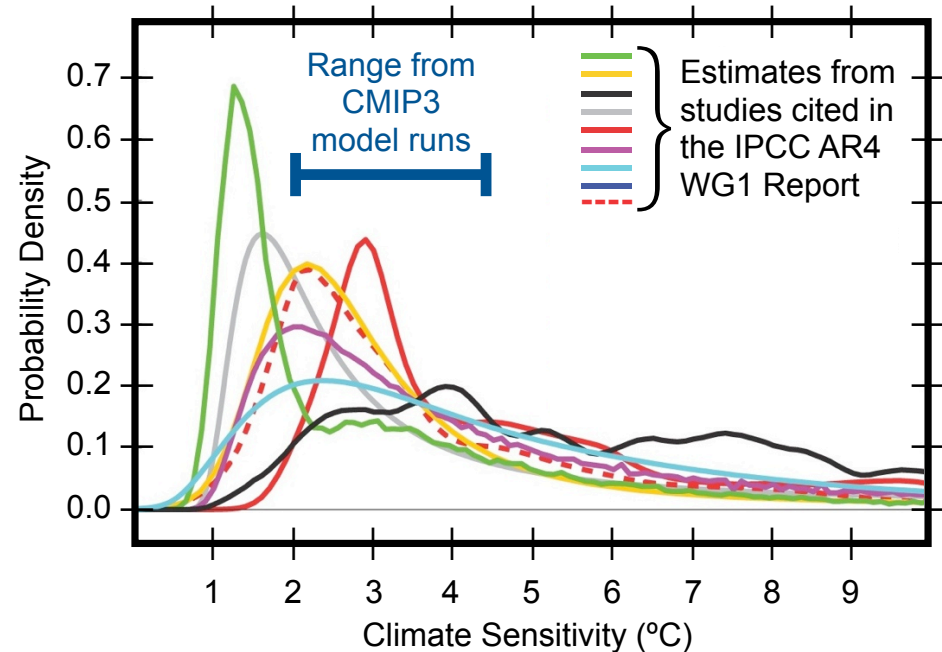 Range from
CMIP3
model runs
Estimates from
studies cited in
the IPCC AR4
WG1 Report
Probability Density
0.7
0.6
0.5
0.4
0.3
0.2
0.1
0.0
1 2 3 4 5 6 7 8 9
Climate Sensitivity (ºC)